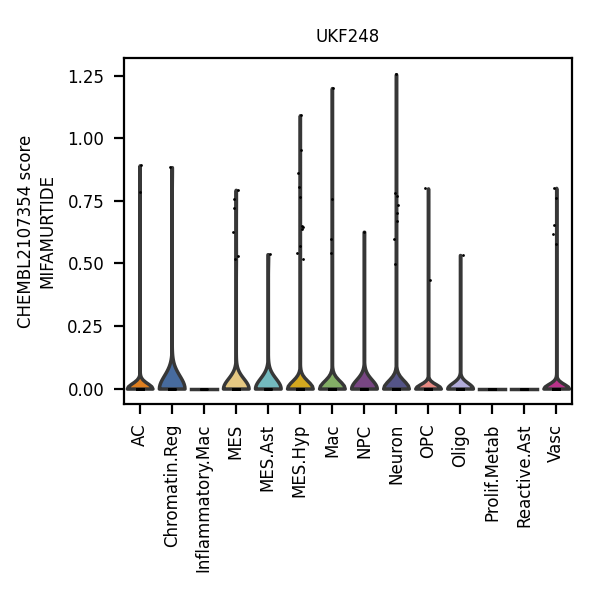 UKF248
CHEMBL2107354 score
MIFAMURTIDE
1.25
1.00
0.75
0.50
0.25
0.00
AC
Chromatin.Reg
Inflammatory.Mac
MES
MES.Ast
MES.Hyp
Mac
NPC
Neuron
OPC
Oligo
Prolif.Metab
Reactive.Ast
Vasc